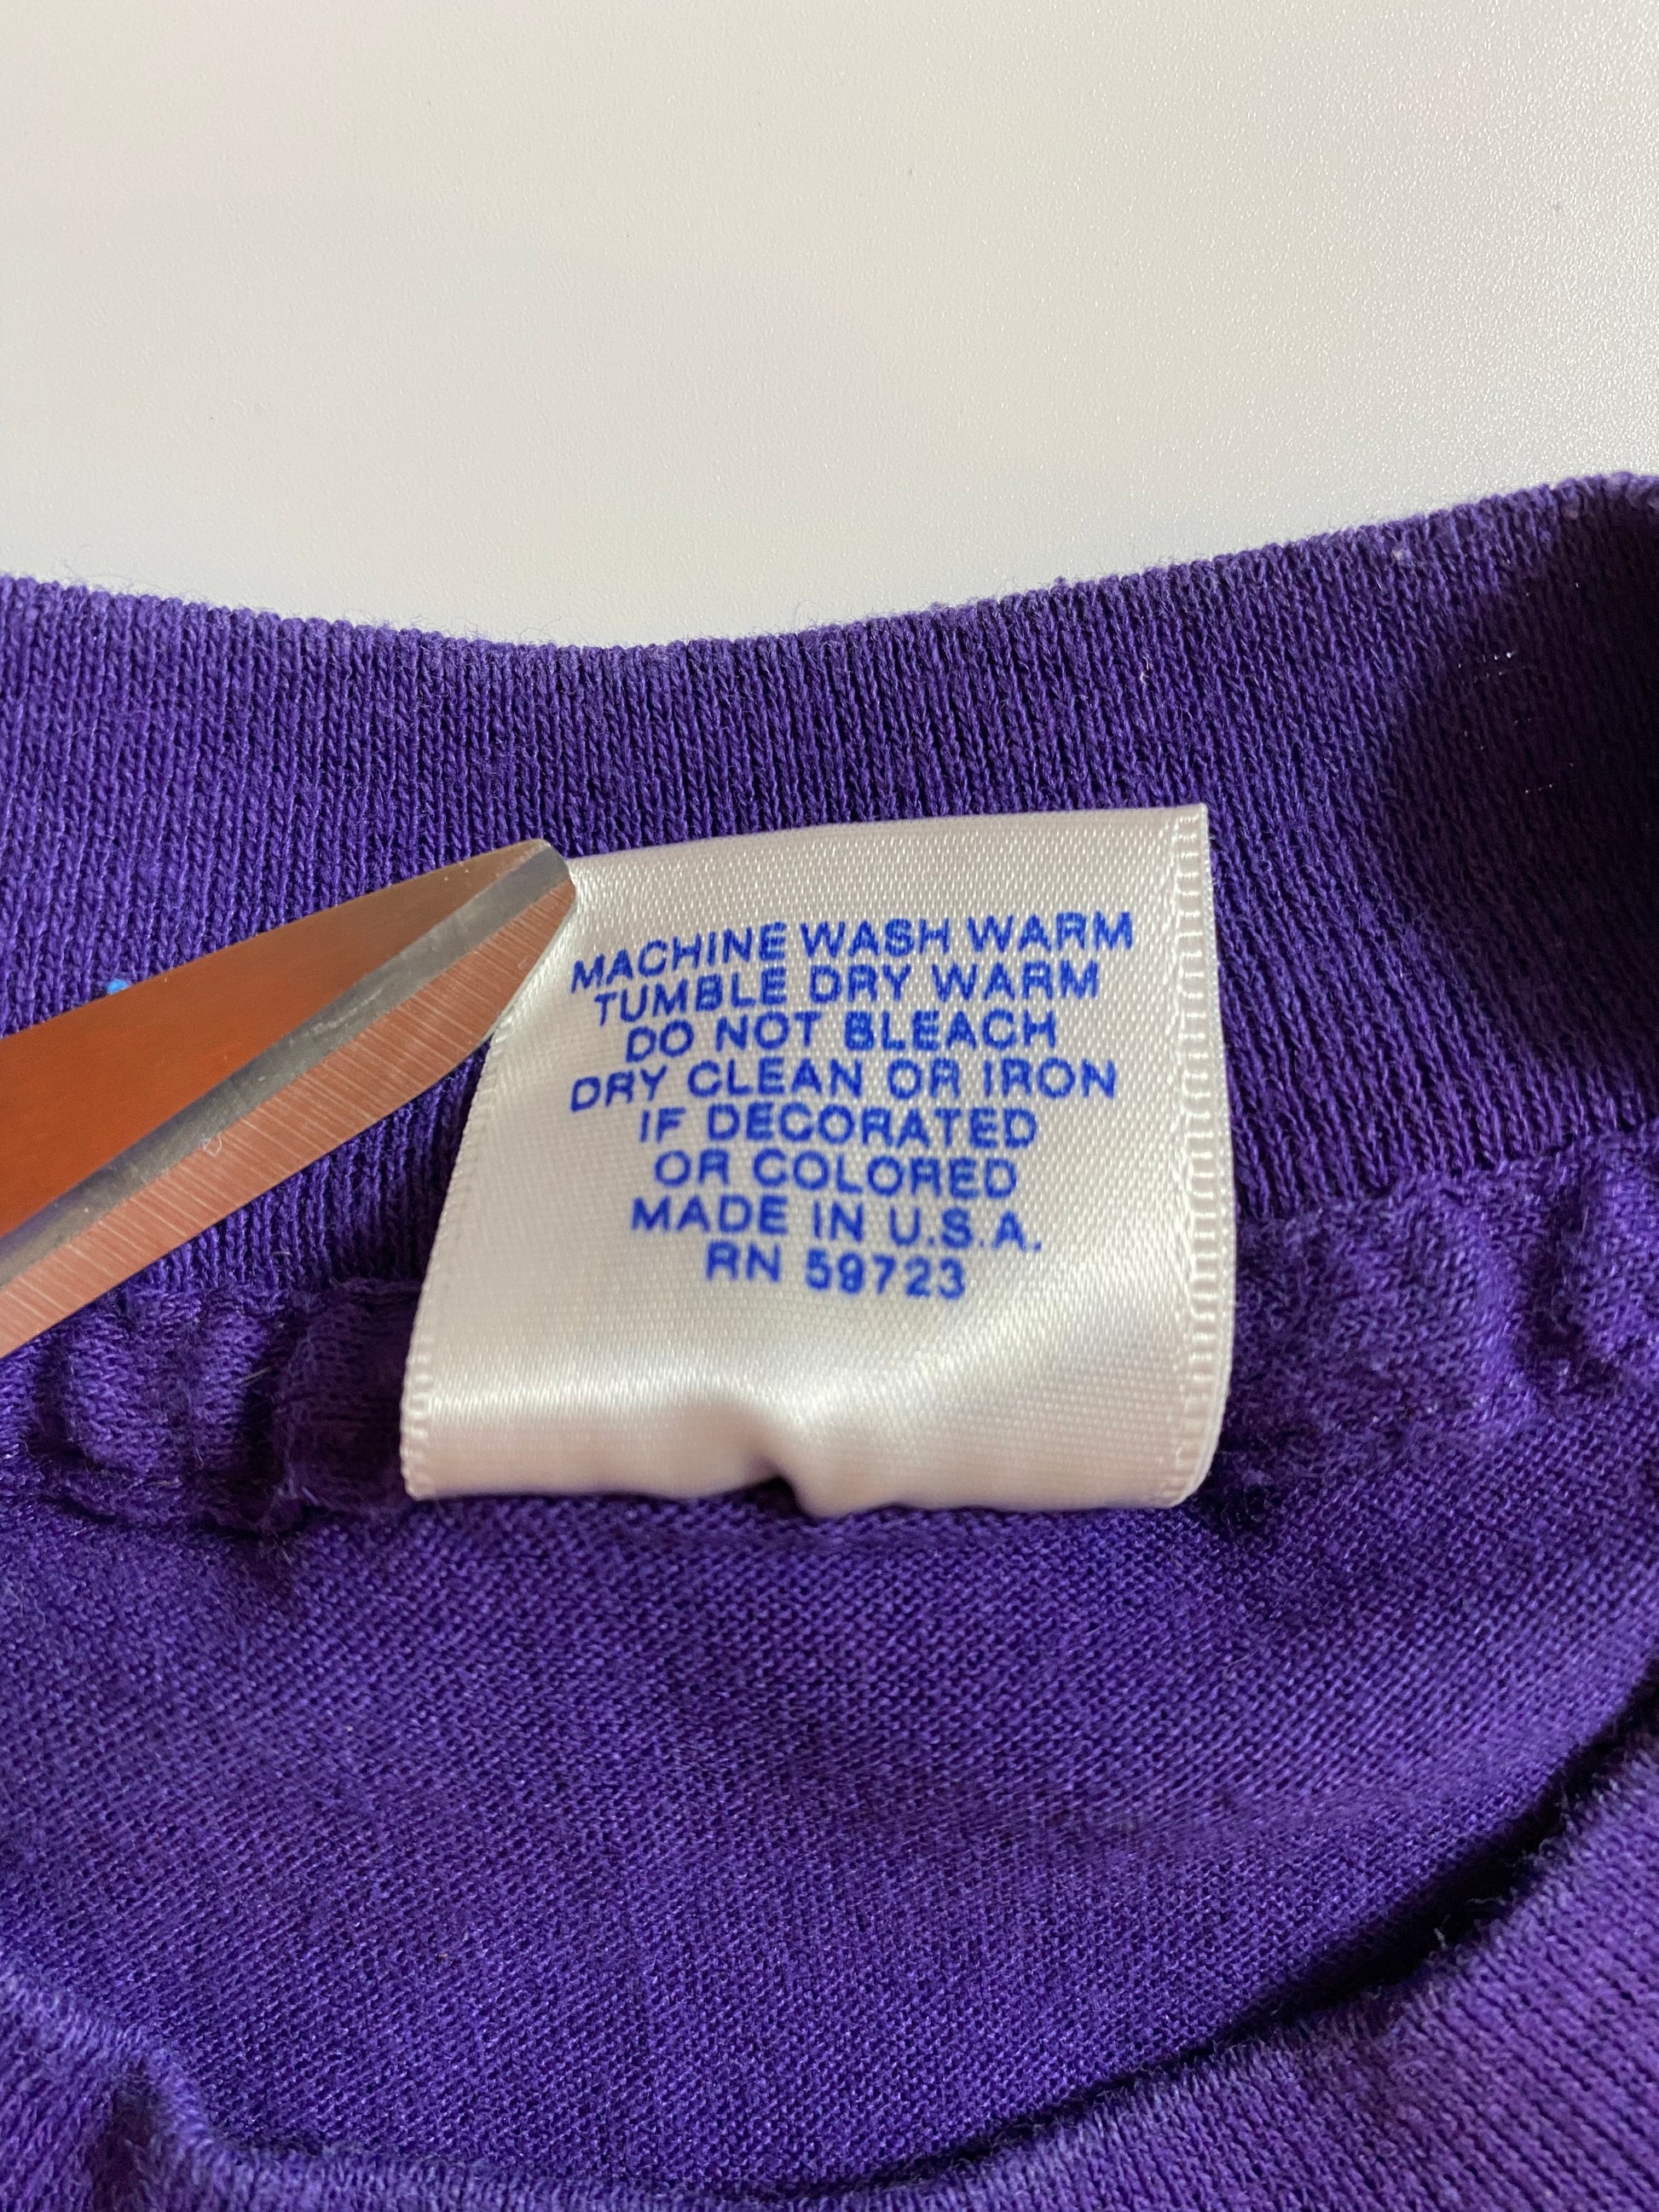 MACHINE WASH WARM
TUMBLE DRY WARM
DO NOT BLEACH
DRY CLEAN OR IRON
IF DECORATED
OR COLORED
MADE IN U.S.A.
RN 59723